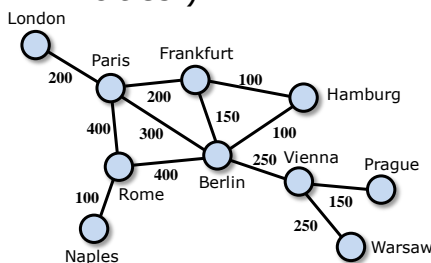 London
Paris
Frankfurt
200
100
Hamburg
200
150
400
300
100
400
250
Vienna
Prague
Berlin
Rome
150
100
250
Naples
Warsaw